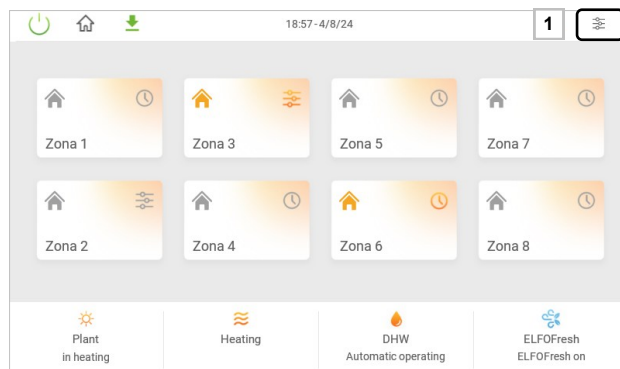 18:57-4/8/24
1
Zona 1
Zona 3
Zona 5
Zona 7
Zona 2
Zona 4
Zona 6
Zona 8
Plant
in heating
Heating
DHW
Automatic operating
ELFOFresh
ELFOFresh on